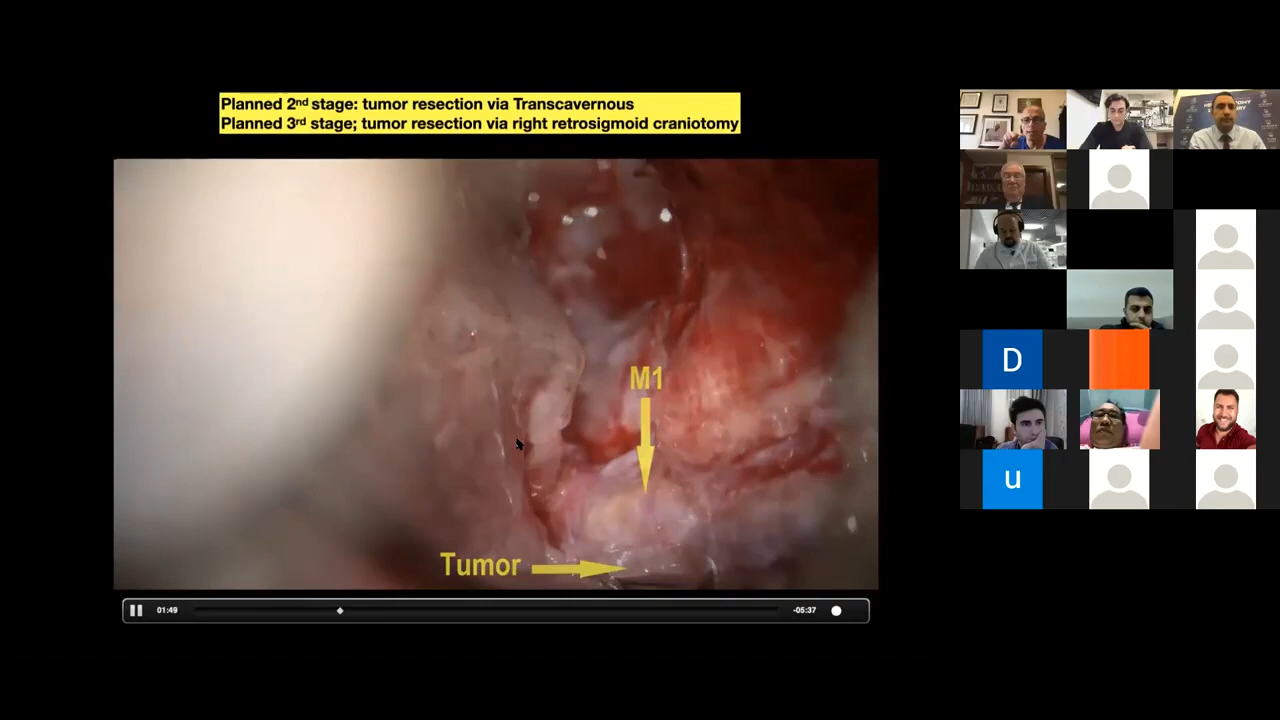 Planned 2nd stage: tumor resection via Transcavernous
Planned 3rd stage; tumor resection via right retrosigmoid craniotomy
M1
Tumor
01:49
-05:37
D
u